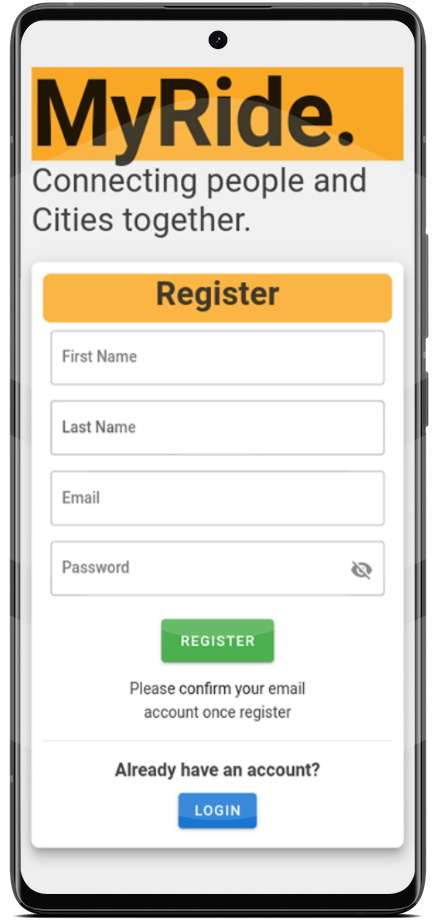 MyRide.
Connecting people and
Cities together.
Register
First Name
Last Name
Email
Password
REGISTER
Please confirm your email
account once register
Already have an account?
LOGIN